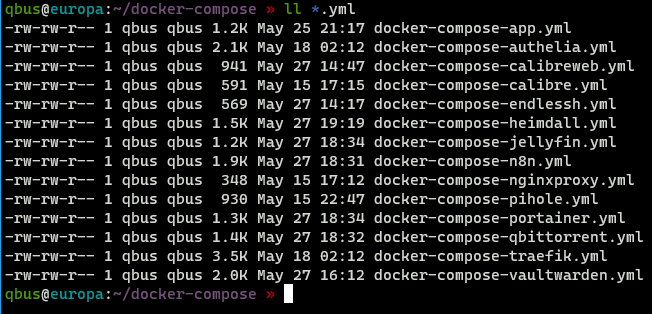 qbus@europa:~/docker-compose » ll *.yml
-rw-rw-r-- 1 qbus qbus 1.2K May 25 21:17 docker-compose-app.yml
-rw-rw-r-- 1 qbus qbus 2.1K May 18 02:12 docker-compose-authelia.yml
-rw-rw-r-- 1 qbus qbus  941 May 27 14:47 docker-compose-calibreweb.yml
-rw-rw-r-- 1 qbus qbus  591 May 15 17:15 docker-compose-calibre.yml
-rw-rw-r-- 1 qbus qbus  569 May 27 14:17 docker-compose-endlessh.yml
-rw-rw-r-- 1 qbus qbus 1.5K May 27 19:19 docker-compose-heimdall.yml
-rw-rw-r-- 1 qbus qbus 1.2K May 27 18:34 docker-compose-jellyfin.yml
-rw-rw-r-- 1 qbus qbus 1.9K May 27 18:31 docker-compose-n8n.yml
-rw-rw-r-- 1 qbus qbus  348 May 15 17:12 docker-compose-nginxproxy.yml
-rw-rw-r-- 1 qbus qbus  930 May 15 22:47 docker-compose-pihole.yml
-rw-rw-r-- 1 qbus qbus 1.3K May 27 18:34 docker-compose-portainer.yml
-rw-rw-r-- 1 qbus qbus 1.4K May 27 18:32 docker-compose-qbittorrent.yml
-rw-rw-r-- 1 qbus qbus 3.5K May 18 02:12 docker-compose-traefik.yml
-rw-rw-r-- 1 qbus qbus 2.0K May 27 16:12 docker-compose-vaultwarden.yml
qbus@europa:~/docker-compose »